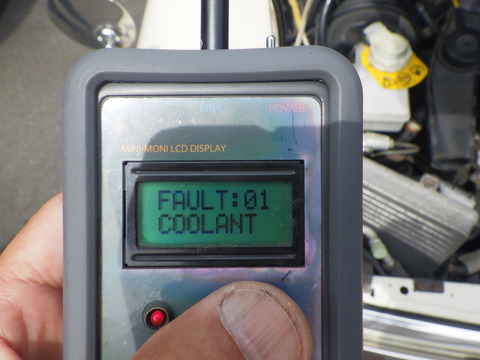 LINK POWER
MINI-MONI LCD DISPLAY
FAULT:01
COOLANT